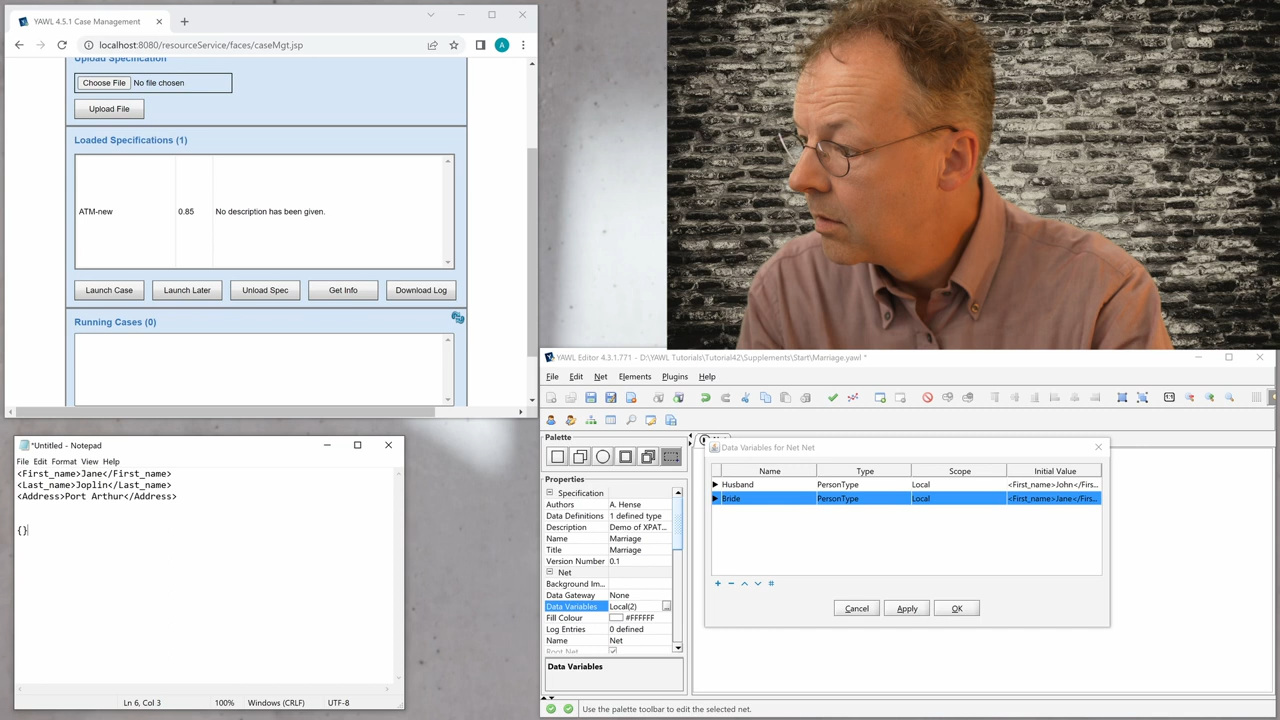 YAWL 4.5.1 Case Management
localhost:8080/resourceService/faces/caseMgt.jsp
A
Upload Specification
Choose File No file chosen
Upload File
Loaded Specifications (1)
ATM-new 0.85 No description has been given.
Launch Case Launch Later Unload Spec Get Info Download Log
Running Cases (0)
*Untitled - Notepad
File Edit Format View Help
<First_name>Jane</First_name>
<Last_name>Joplin</Last_name>
<Address>Port Arthur</Address>
{}
Ln 6, Col 3 100% Windows (CRLF) UTF-8
YAWL Editor 4.3.1.771 - D:\YAWL Tutorials\Tutorial42\Supplements\Start\Marriage.yawl *
File Edit Net Elements Plugins Help
Palette
Properties
Specification
Authors A. Hense
Data Definitions 1 defined type
Description Demo of XPAT...
Name Marriage
Title Marriage
Version Number 0.1
Net
Background Im...
Data Gateway None
Data Variables Local(2) ...
Fill Colour #FFFFFF
Log Entries 0 defined
Name Net
Root Net
Data Variables
Data Variables for Net Net
Name Type Scope Initial Value
Husband PersonType Local <First_name>John</Firs...
Bride PersonType Local <First_name>Jane</Firs...
Cancel Apply OK
Use the palette toolbar to edit the selected net.